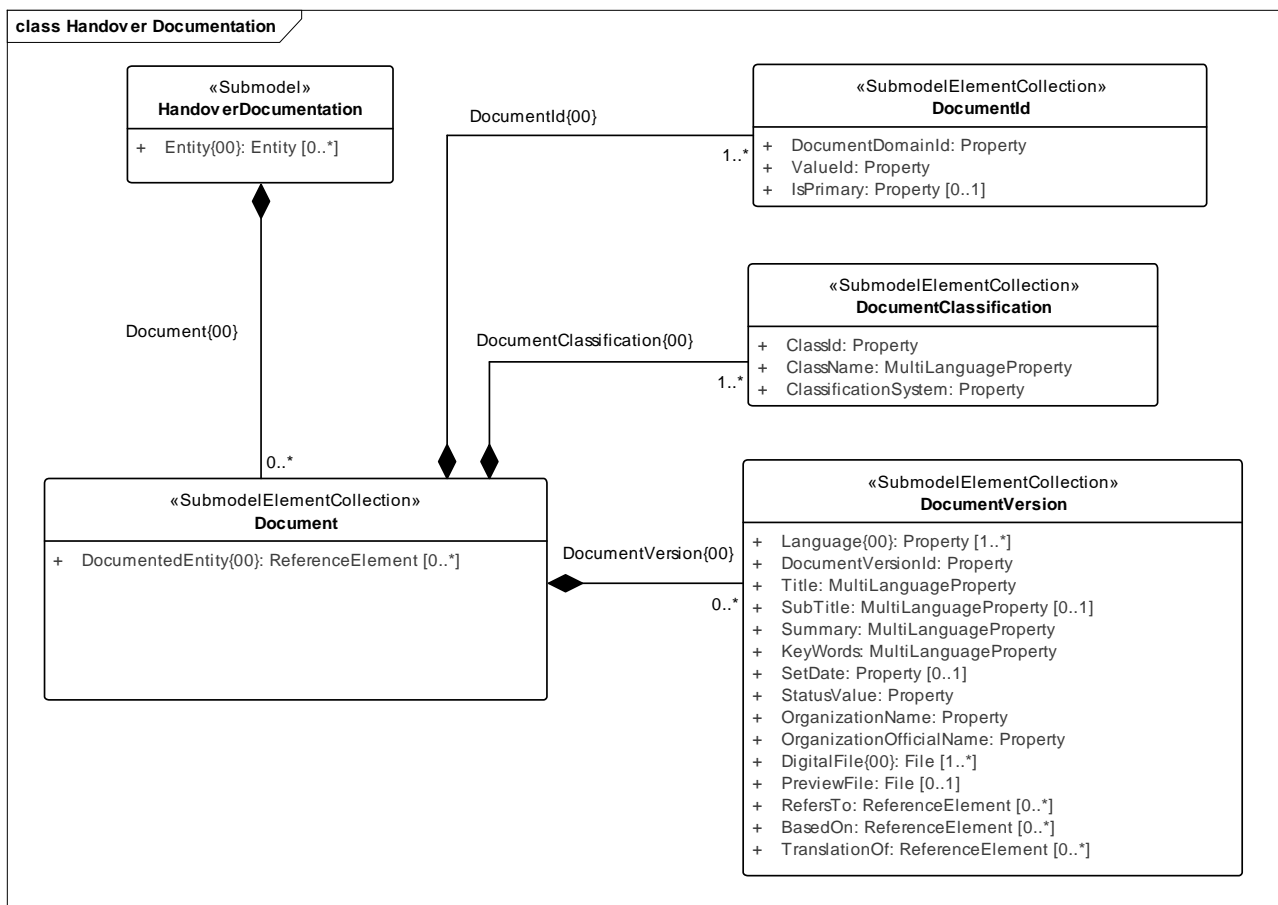 class Handover Documentation
«Submodel»
HandoverDocumentation
+ Entity{00}: Entity [0..*]
DocumentId{00}
1..*
«SubmodelElementCollection»
DocumentId
+ DocumentDomainId: Property
+ ValueId: Property
+ IsPrimary: Property [0..1]
Document{00}
0..*
DocumentClassification{00}
1..*
«SubmodelElementCollection»
DocumentClassification
+ ClassId: Property
+ ClassName: MultiLanguageProperty
+ ClassificationSystem: Property
«SubmodelElementCollection»
Document
+ DocumentedEntity{00}: ReferenceElement [0..*]
DocumentVersion{00}
0..*
«SubmodelElementCollection»
DocumentVersion
+ Language{00}: Property [1..*]
+ DocumentVersionId: Property
+ Title: MultiLanguageProperty
+ SubTitle: MultiLanguageProperty [0..1]
+ Summary: MultiLanguageProperty
+ KeyWords: MultiLanguageProperty
+ SetDate: Property [0..1]
+ StatusValue: Property
+ OrganizationName: Property
+ OrganizationOfficialName: Property
+ DigitalFile{00}: File [1..*]
+ PreviewFile: File [0..1]
+ RefersTo: ReferenceElement [0..*]
+ BasedOn: ReferenceElement [0..*]
+ TranslationOf: ReferenceElement [0..*]